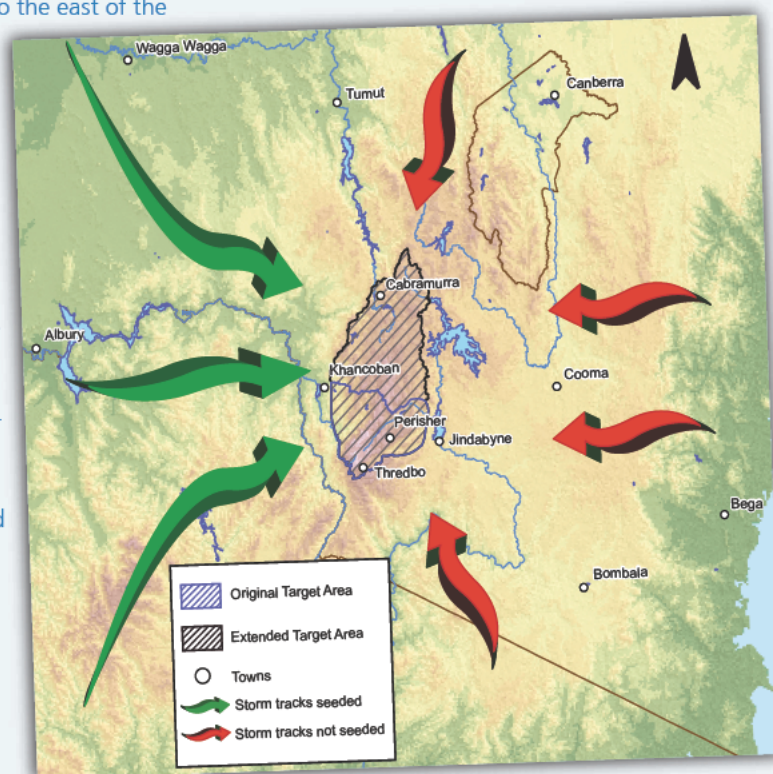 o the east of the
Wagga Wagga
Tumut
Canberra
Cabramurra
Albury
Khancoban
Cooma
Perisher
Jindabyne
Thredbo
Bega
Bombala
Original Target Area
Extended Target Area
Towns
Storm tracks seeded
Storm tracks not seeded